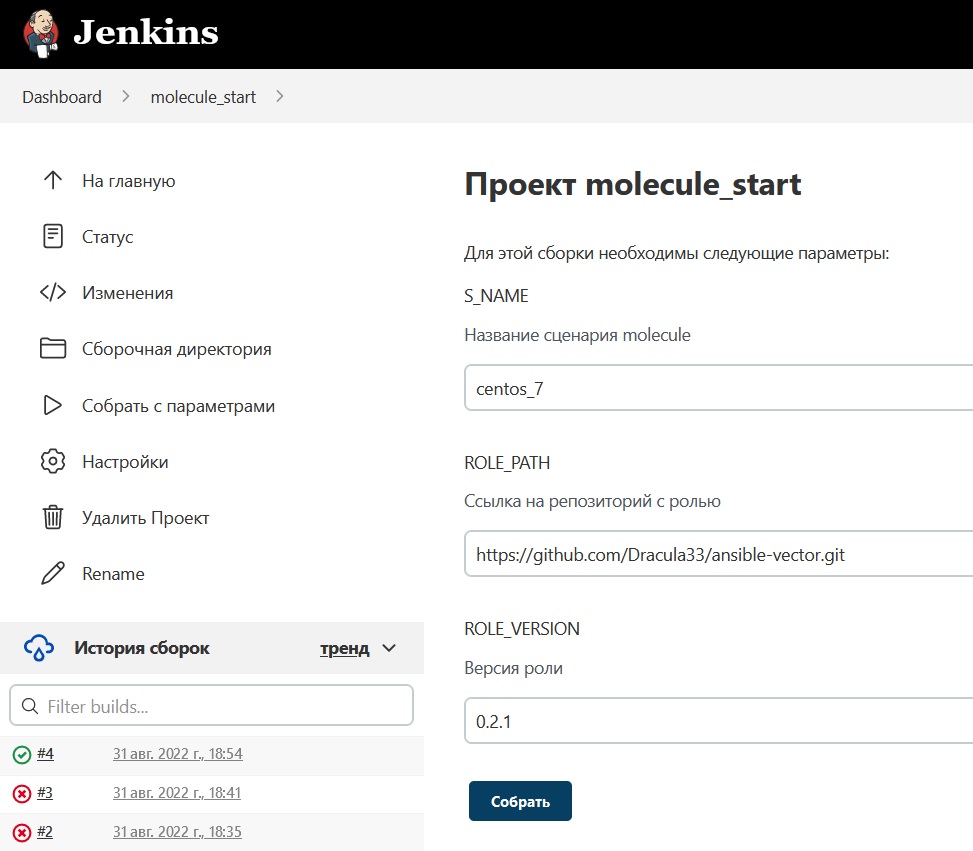 Jenkins
Dashboard
molecule_start
На главную
Статус
Изменения
Сборочная директория
Собрать с параметрами
Настройки
Удалить Проект
Rename
История сборок
тренд
Filter builds...
#4 31 авг. 2022 г., 18:54
#3 31 авг. 2022 г., 18:41
#2 31 авг. 2022 г., 18:35
Проект molecule_start
Для этой сборки необходимы следующие параметры:
S_NAME
Название сценария molecule
centos_7
ROLE_PATH
Ссылка на репозиторий с ролью
https://github.com/Dracula33/ansible-vector.git
ROLE_VERSION
Версия роли
0.2.1
Собрать